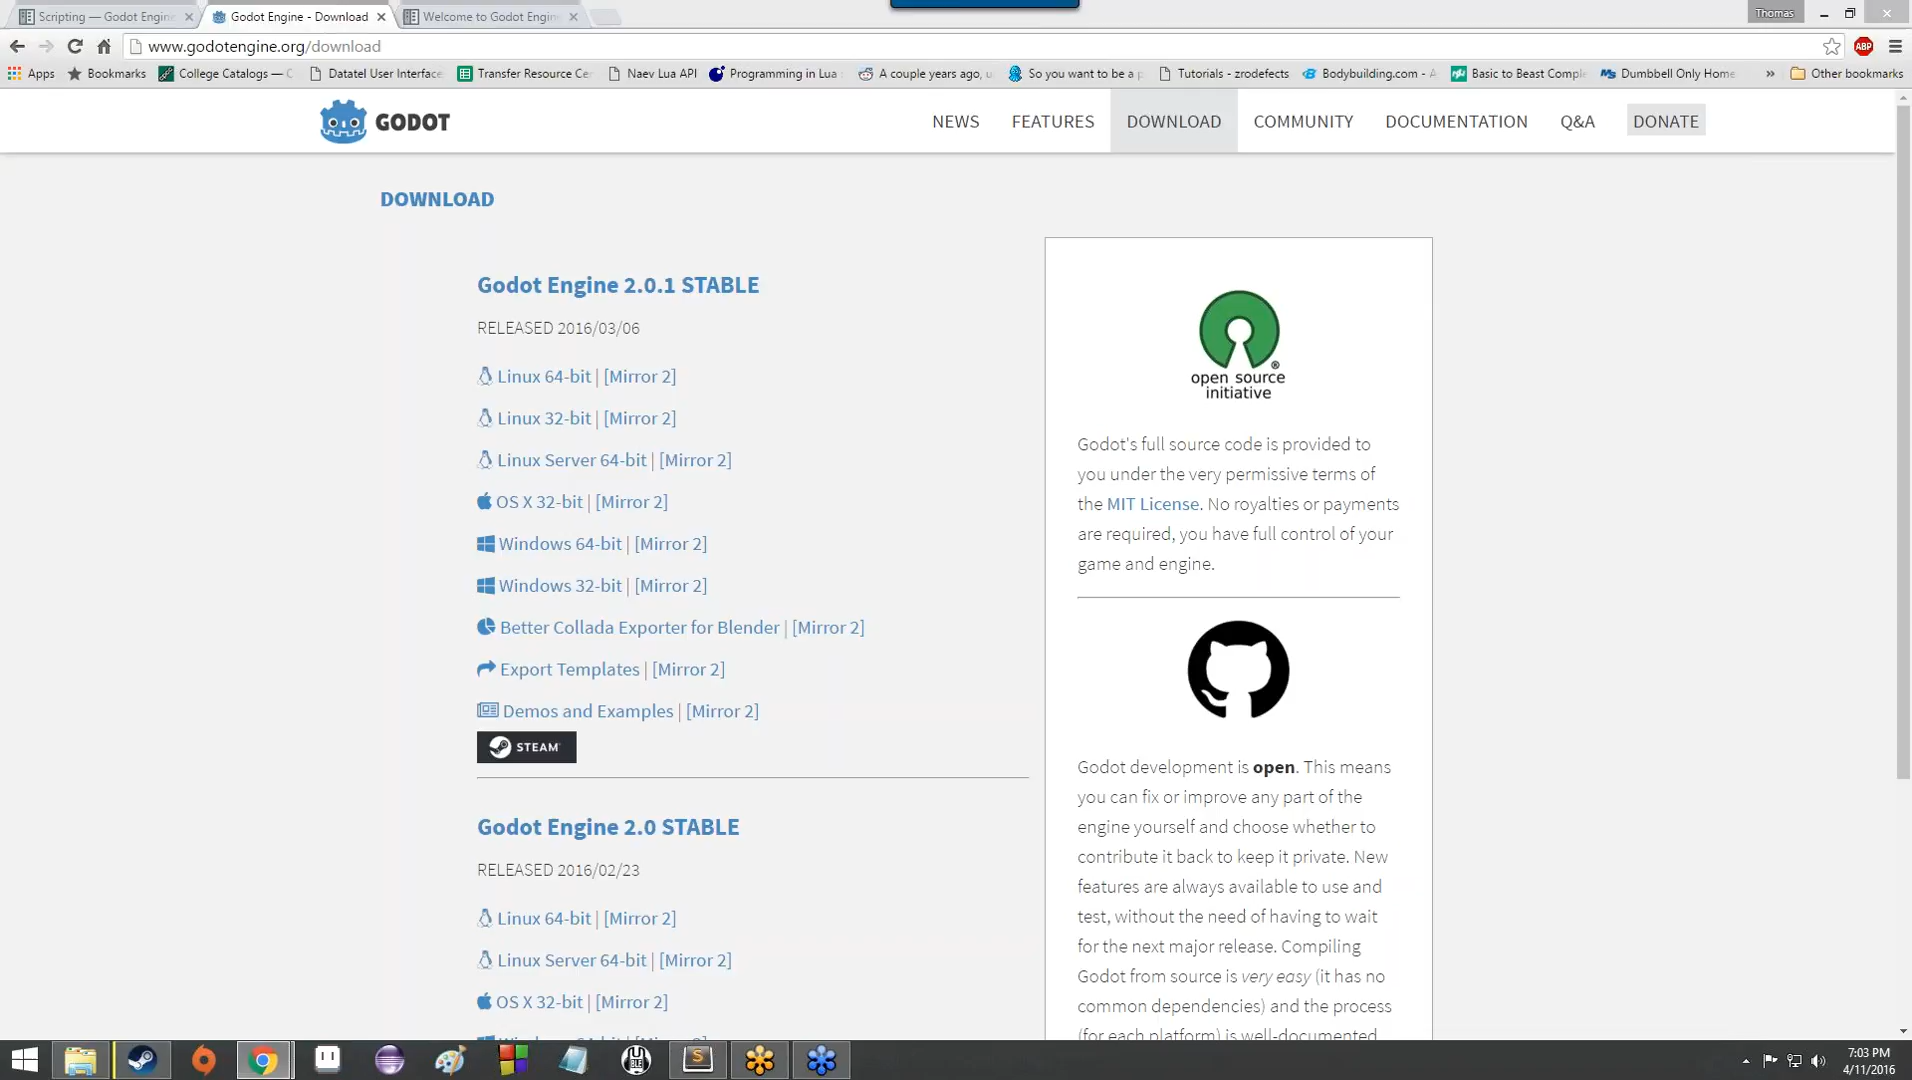 Scripting — Godot Engine
Godot Engine - Download
Welcome to Godot Engine
Thomas
www.godotengine.org/download
ABP
Apps
Bookmarks
College Catalogs — C
Datatel User Interface
Transfer Resource Ce
Naev Lua API
Programming in Lua
A couple years ago, u
So you want to be a p
Tutorials - zrodefects
Bodybuilding.com - A
Basic to Beast Comple
Dumbbell Only Home
»
Other bookmarks
GODOT
NEWS
FEATURES
DOWNLOAD
COMMUNITY
DOCUMENTATION
Q&A
DONATE
DOWNLOAD
Godot Engine 2.0.1 STABLE
RELEASED 2016/03/06
Linux 64-bit | [Mirror 2]
Linux 32-bit | [Mirror 2]
Linux Server 64-bit | [Mirror 2]
OS X 32-bit | [Mirror 2]
Windows 64-bit | [Mirror 2]
Windows 32-bit | [Mirror 2]
Better Collada Exporter for Blender | [Mirror 2]
Export Templates | [Mirror 2]
Demos and Examples | [Mirror 2]
STEAM
Godot Engine 2.0 STABLE
RELEASED 2016/02/23
Linux 64-bit | [Mirror 2]
Linux Server 64-bit | [Mirror 2]
OS X 32-bit | [Mirror 2]
open source
initiative
Godot's full source code is provided to
you under the very permissive terms of
the MIT License. No royalties or payments
are required, you have full control of your
game and engine.
Godot development is open. This means
you can fix or improve any part of the
engine yourself and choose whether to
contribute it back to keep it private. New
features are always available to use and
test, without the need of having to wait
for the next major release. Compiling
Godot from source is very easy (it has no
common dependencies) and the process
(for each platform) is well-documented
7:03 PM
4/11/2016